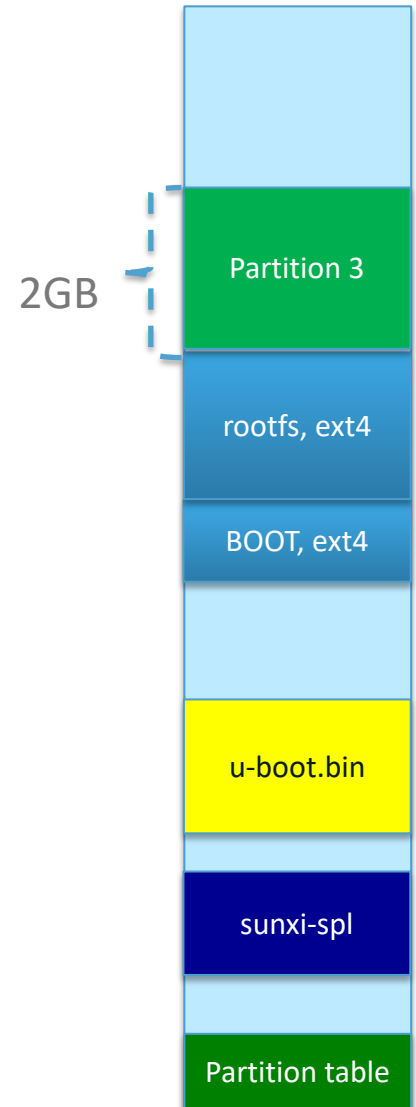 Partition 3
2GB
rootfs, ext4
BOOT, ext4
u-boot.bin
sunxi-spl
Partition table